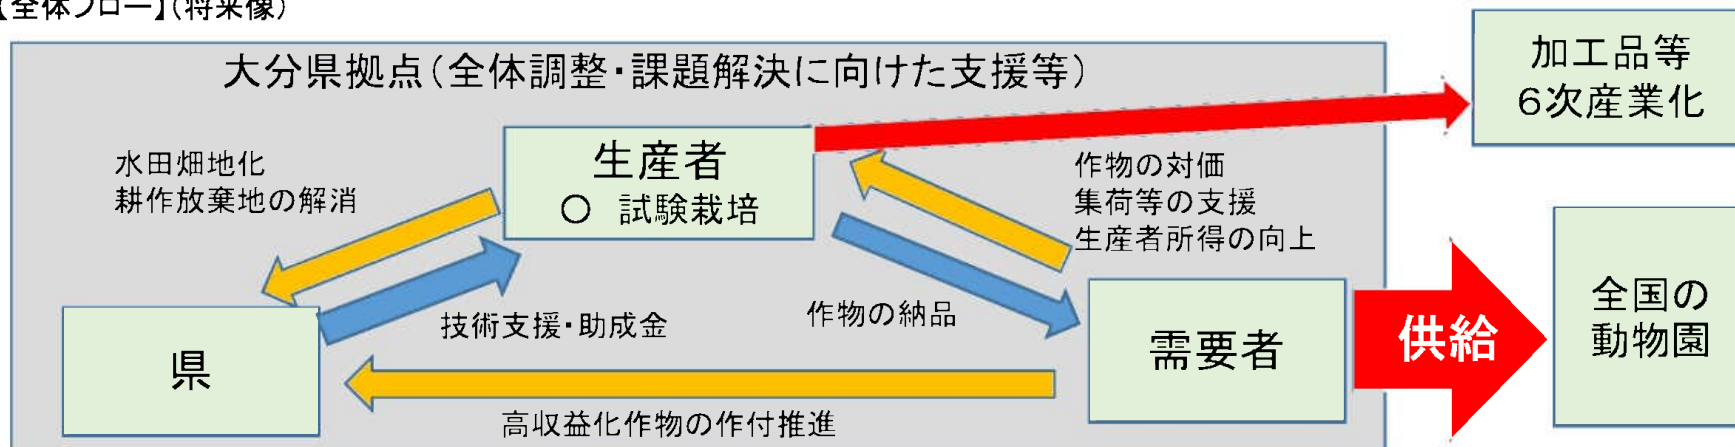 【全体フロー】(将来像)
大分県拠点(全体調整・課題解決に向けた支援等)
加工品等
6次産業化
生産者
○ 試験栽培
水田畑地化
耕作放棄地の解消
作物の対価
集荷等の支援
生産者所得の向上
技術支援・助成金
作物の納品
県
需要者
供給
全国の
動物園
高収益化作物の作付推進